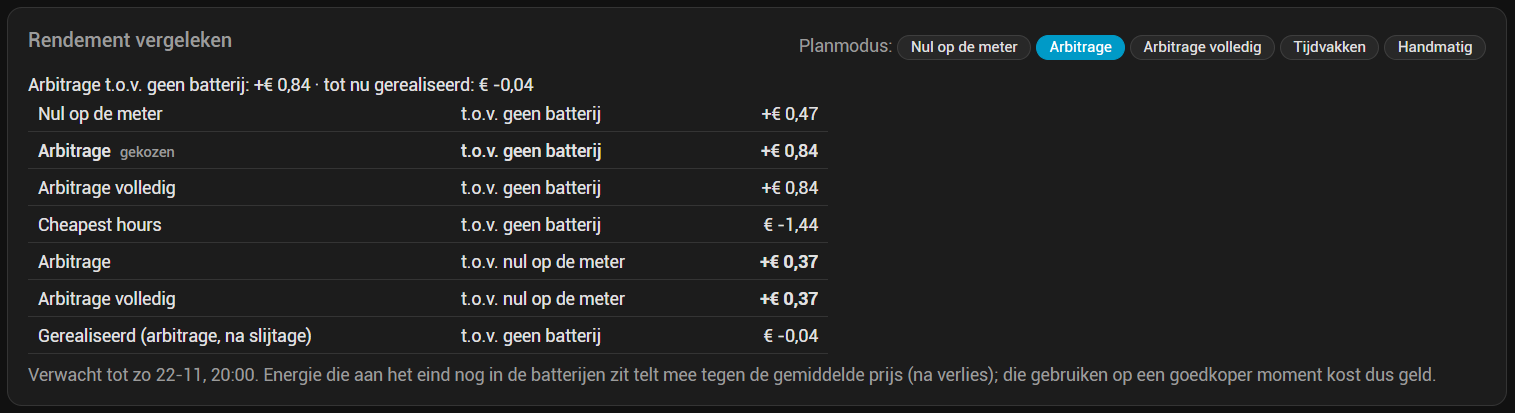 Rendement vergeleken
Planmodus: Nul op de meter Arbitrage Arbitrage volledig Tijdvakken Handmatig
Arbitrage t.o.v. geen batterij: +€ 0,84 · tot nu gerealiseerd: € -0,04
Nul op de meter t.o.v. geen batterij +€ 0,47
Arbitrage gekozen t.o.v. geen batterij +€ 0,84
Arbitrage volledig t.o.v. geen batterij +€ 0,84
Cheapest hours t.o.v. geen batterij € -1,44
Arbitrage t.o.v. nul op de meter +€ 0,37
Arbitrage volledig t.o.v. nul op de meter +€ 0,37
Gerealiseerd (arbitrage, na slijtage) t.o.v. geen batterij € -0,04
Verwacht tot zo 22-11, 20:00. Energie die aan het eind nog in de batterijen zit telt mee tegen de gemiddelde prijs (na verlies); die gebruiken op een goedkoper moment kost dus geld.